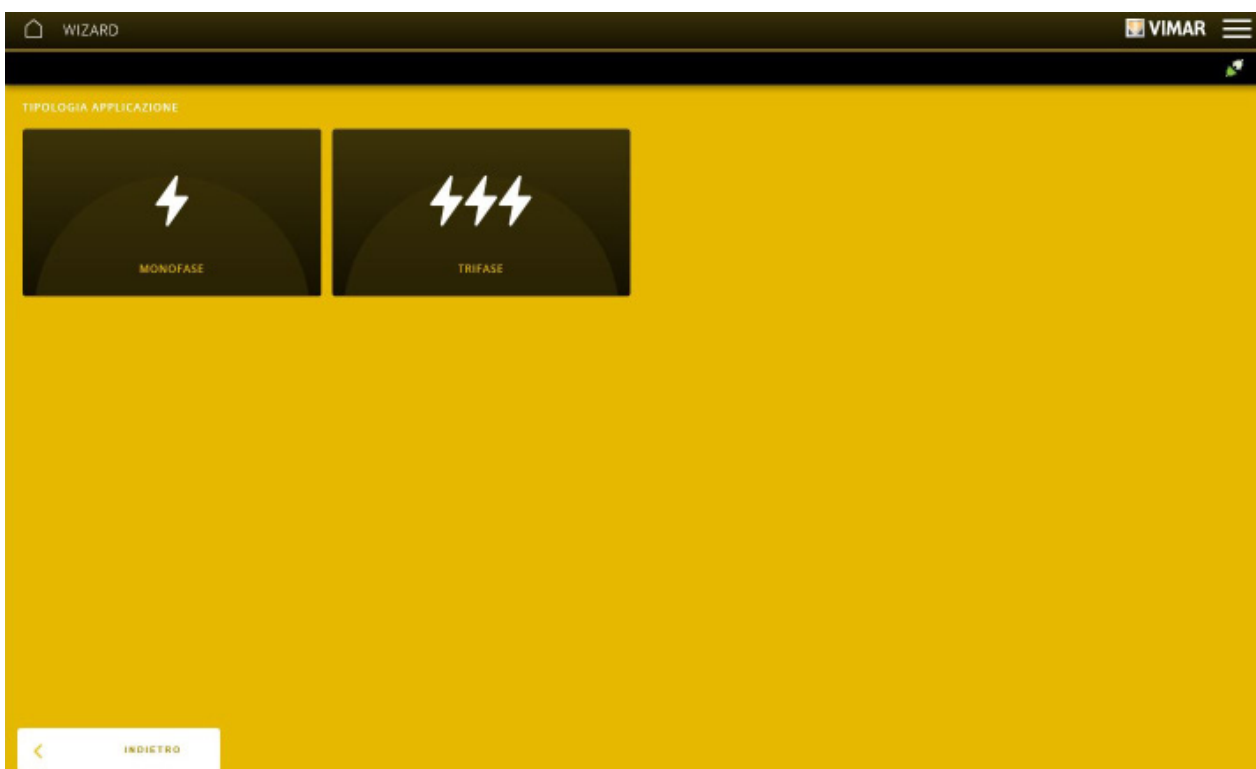 WIZARD
VIMAR
TIPOLOGIA APPLICAZIONE
MONOFASE
TRIFASE
INDIETRO